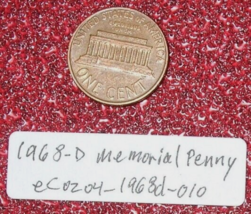 ONE CENT
1968-D Memorial Penny
eCoz04-1968d-010